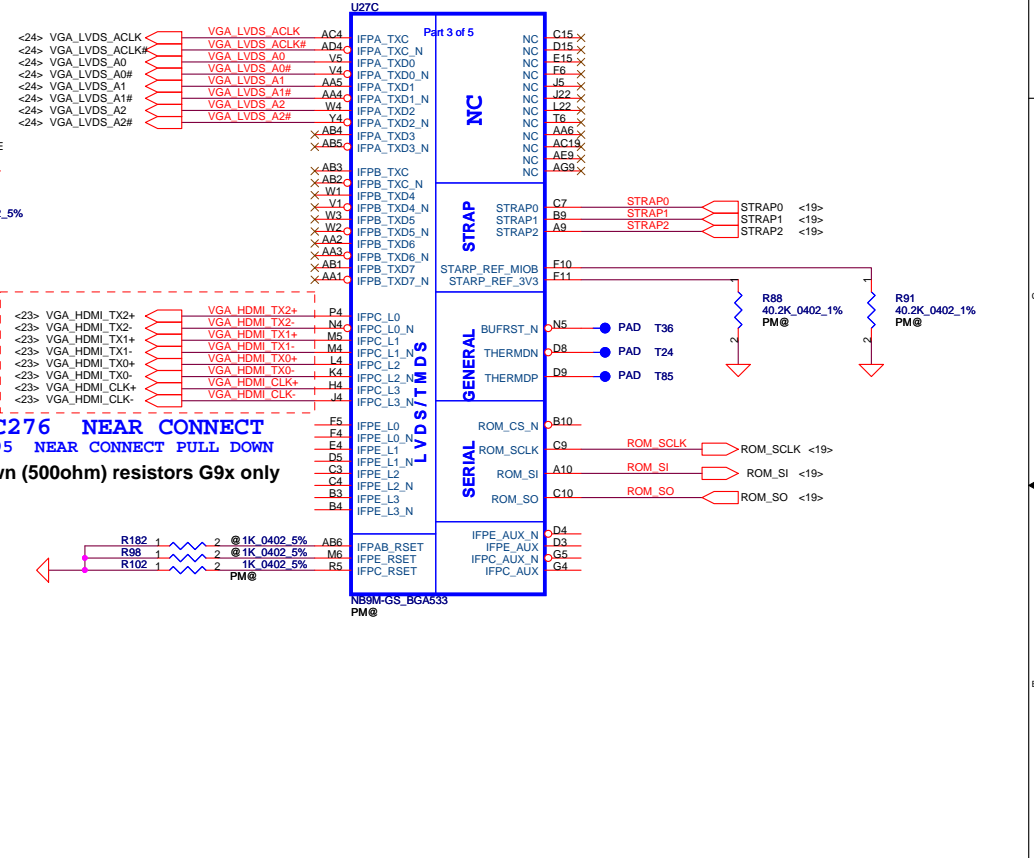 U27C
Part 3 of 5
<24> VGA_LVDS_ACLK VGA_LVDS_ACLK AC4 IFPA_TXC
<24> VGA_LVDS_ACLK# VGA_LVDS_ACLK# AD4 IFPA_TXC_N
<24> VGA_LVDS_A0 VGA_LVDS_A0 V5 IFPA_TXD0
<24> VGA_LVDS_A0# VGA_LVDS_A0# V4 IFPA_TXD0_N
<24> VGA_LVDS_A1 VGA_LVDS_A1 AA5 IFPA_TXD1
<24> VGA_LVDS_A1# VGA_LVDS_A1# AA4 IFPA_TXD1_N
<24> VGA_LVDS_A2 VGA_LVDS_A2 W4 IFPA_TXD2
<24> VGA_LVDS_A2# VGA_LVDS_A2# Y4 IFPA_TXD2_N
AB4 IFPA_TXD3
AB5 IFPA_TXD3_N
AB3 IFPB_TXC
AB2 IFPB_TXC_N
W1 IFPB_TXD4
V1 IFPB_TXD4_N
W3 IFPB_TXD5
W2 IFPB_TXD5_N
AA2 IFPB_TXD6
AA3 IFPB_TXD6_N
AB1 IFPB_TXD7
AA1 IFPB_TXD7_N
_5%
<23> VGA_HDMI_TX2+ VGA_HDMI_TX2+ P4 IFPC_L0
<23> VGA_HDMI_TX2- VGA_HDMI_TX2- N4 IFPC_L0_N
<23> VGA_HDMI_TX1+ VGA_HDMI_TX1+ M5 IFPC_L1
<23> VGA_HDMI_TX1- VGA_HDMI_TX1- M4 IFPC_L1_N
<23> VGA_HDMI_TX0+ VGA_HDMI_TX0+ L4 IFPC_L2
<23> VGA_HDMI_TX0- VGA_HDMI_TX0- K4 IFPC_L2_N
<23> VGA_HDMI_CLK+ VGA_HDMI_CLK+ H4 IFPC_L3
<23> VGA_HDMI_CLK- VGA_HDMI_CLK- J4 IFPC_L3_N
C276 NEAR CONNECT
5 NEAR CONNECT PULL DOWN
wn (500ohm) resistors G9x only
F5 IFPE_L0
F4 IFPE_L0_N
E4 IFPE_L1
D5 IFPE_L1_N
C3 IFPE_L2
C4 IFPE_L2_N
B3 IFPE_L3
B4 IFPE_L3_N
LVDS/TMDS
R182 1 2 @1K_0402_5% AB6 IFPAB_RSET
R98 1 2 @1K_0402_5% M6 IFPE_RSET
R102 1 2 1K_0402_5% R5 IFPC_RSET
PM@
NC
NC C15
NC D15
NC E15
NC F6
NC J5
NC J22
NC L22
NC T6
NC AA6
NC AC19
NC AE9
NC AG9
STRAP
STRAP0 C7 STRAP0 STRAP0 <19>
STRAP1 B9 STRAP1 STRAP1 <19>
STRAP2 A9 STRAP2 STRAP2 <19>
STARP_REF_MIOB F10
STARP_REF_3V3 F11
1 2 R88
40.2K_0402_1%
PM@
1 2 R91
40.2K_0402_1%
PM@
GENERAL
BUFRST_N N5 PAD T36
THERMDN D8 PAD T24
THERMDP D9 PAD T85
SERIAL
ROM_CS_N B10
ROM_SCLK C9 ROM_SCLK ROM_SCLK <19>
ROM_SI A10 ROM_SI ROM_SI <19>
ROM_SO C10 ROM_SO ROM_SO <19>
IFPE_AUX_N D4
IFPE_AUX D3
IFPC_AUX_N G5
IFPC_AUX G4
NB9M-GS_BGA533
PM@